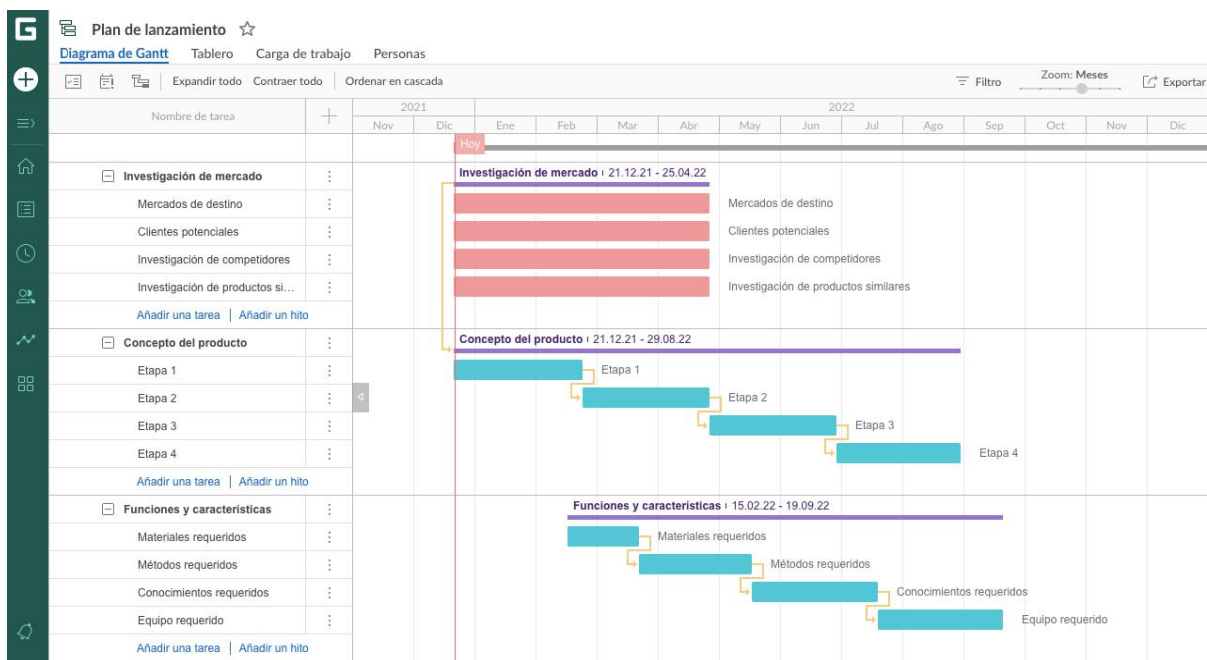 G
Plan de lanzamiento
Diagrama de Gantt Tablero Carga de trabajo Personas
Expandir todo Contraer todo Ordenar en cascada Filtro Zoom: Meses Exportar
Nombre de tarea
2021 2022
Nov Dic Ene Feb Mar Abr May Jun Jul Ago Sep Oct Nov Dic
Hoy
Investigación de mercado Investigación de mercado 21.12.21 - 25.04.22
Mercados de destino Mercados de destino
Clientes potenciales Clientes potenciales
Investigación de competidores Investigación de competidores
Investigación de productos si... Investigación de productos similares
Añadir una tarea | Añadir un hito
Concepto del producto Concepto del producto 21.12.21 - 29.08.22
Etapa 1 Etapa 1
Etapa 2 Etapa 2
Etapa 3 Etapa 3
Etapa 4 Etapa 4
Añadir una tarea | Añadir un hito
Funciones y características Funciones y características 15.02.22 - 19.09.22
Materiales requeridos Materiales requeridos
Métodos requeridos Métodos requeridos
Conocimientos requeridos Conocimientos requeridos
Equipo requerido Equipo requerido
Añadir una tarea | Añadir un hito